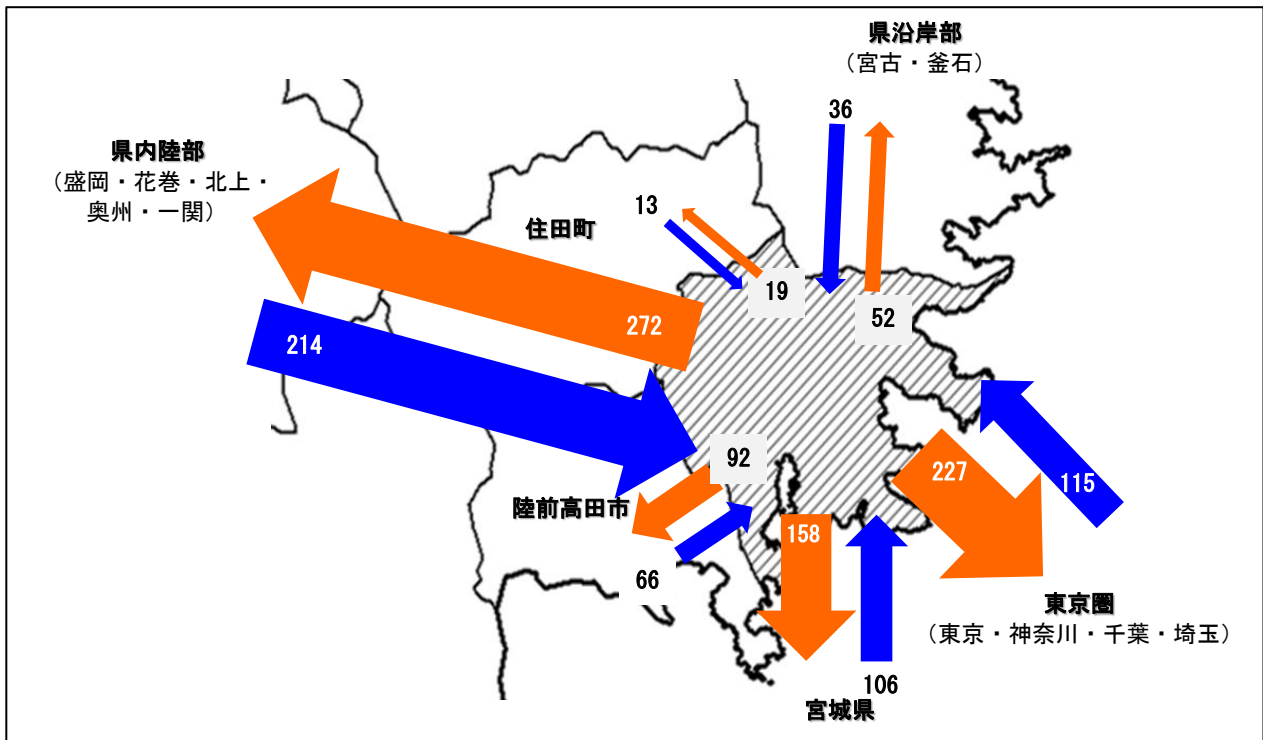 県沿岸部
（宮古・釜石）
36
県内陸部
（盛岡・花巻・北上・
奥州・一関）
13
住田町
19
52
272
214
92
227
115
陸前高田市
158
66
東京圏
（東京・神奈川・千葉・埼玉）
106
宮城県